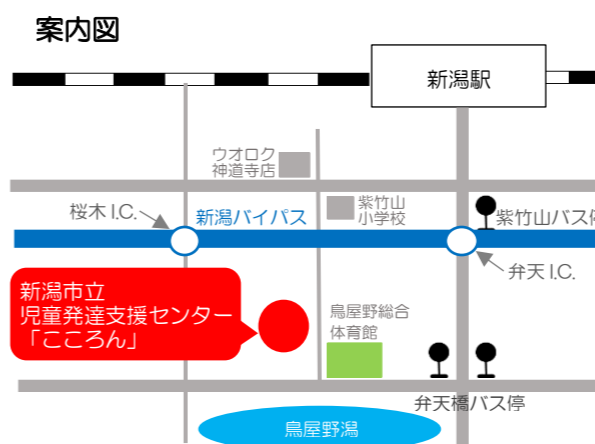 案内図
新潟駅
ウオロク
神道寺店
紫竹山
小学校
桜木 I.C.
新潟バイパス
紫竹山バス停
弁天 I.C.
新潟市立
児童発達支援センター
「こころん」
鳥屋野総合
体育館
弁天橋バス停
鳥屋野潟